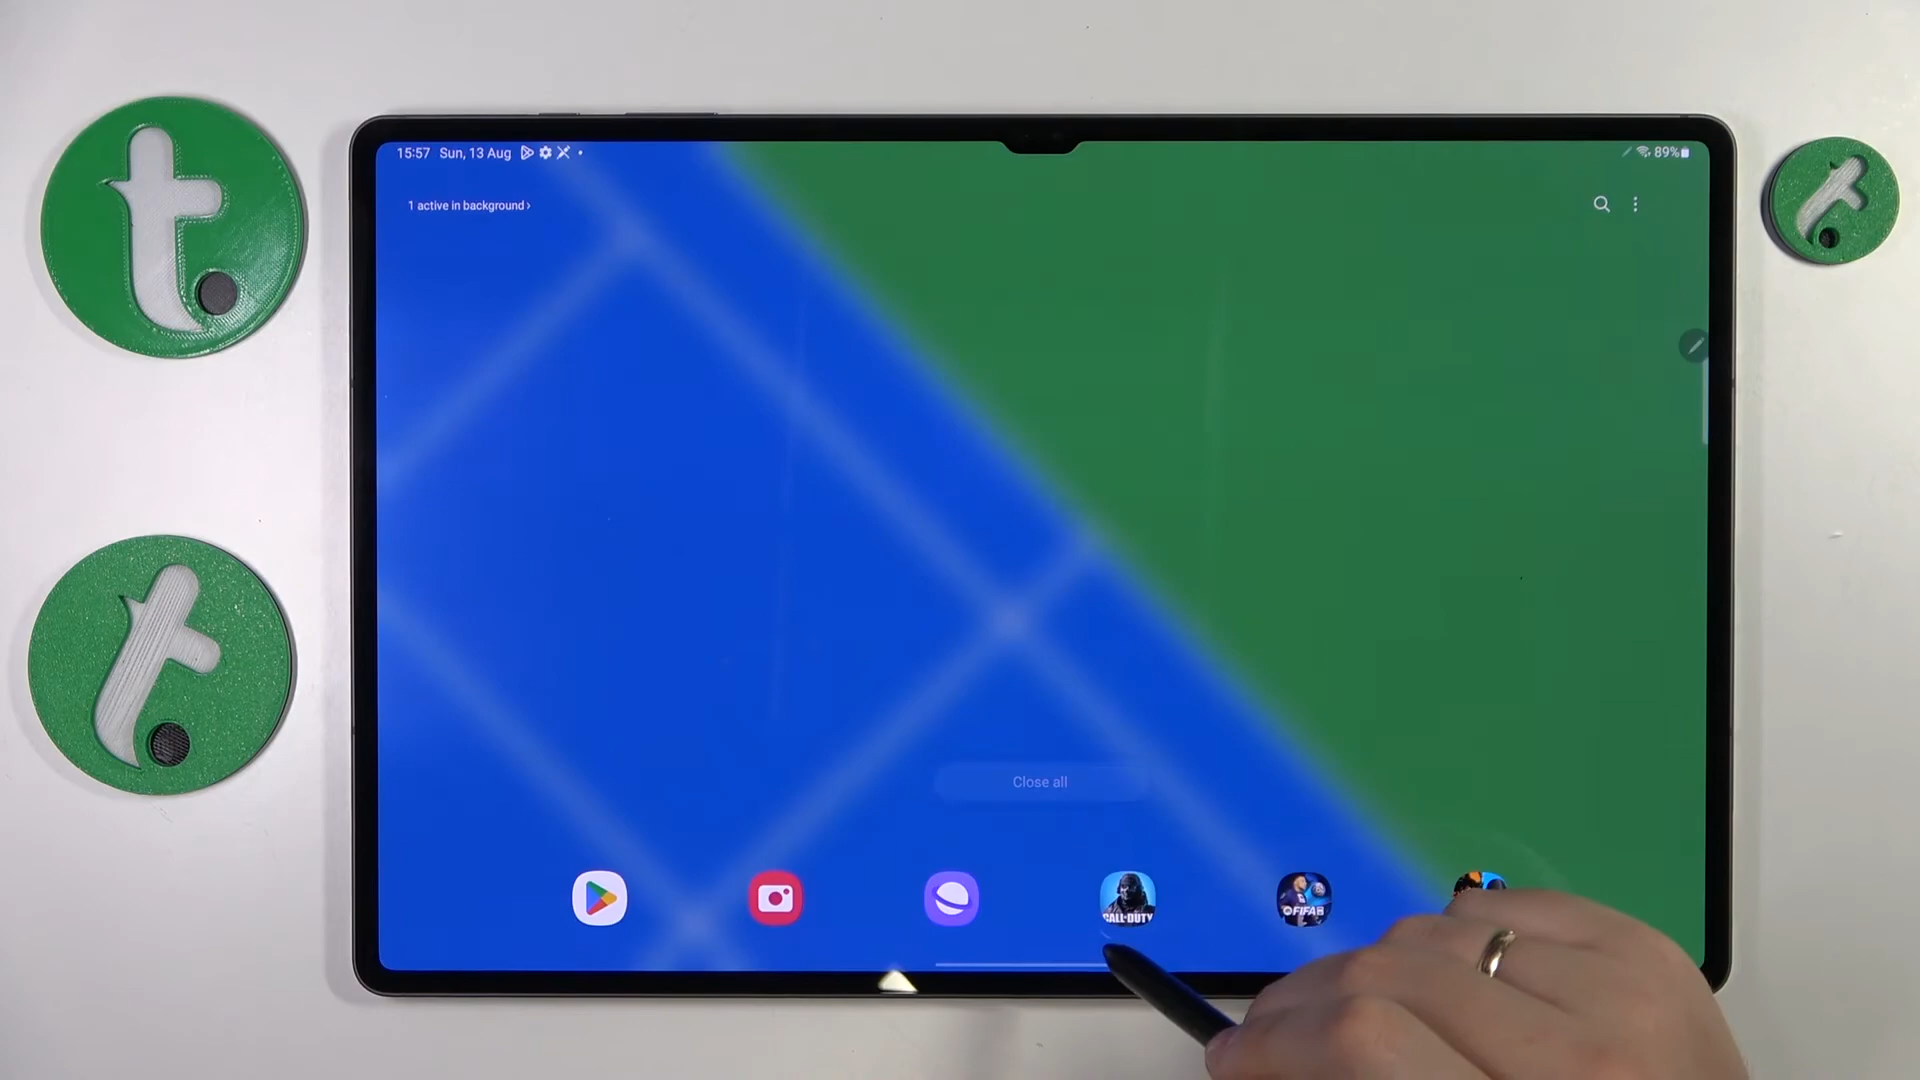 15:57 Sun, 13 Aug
89%
1 active in background ›
Close all
CALL·DUTY
FIFA
t.
t.
t.